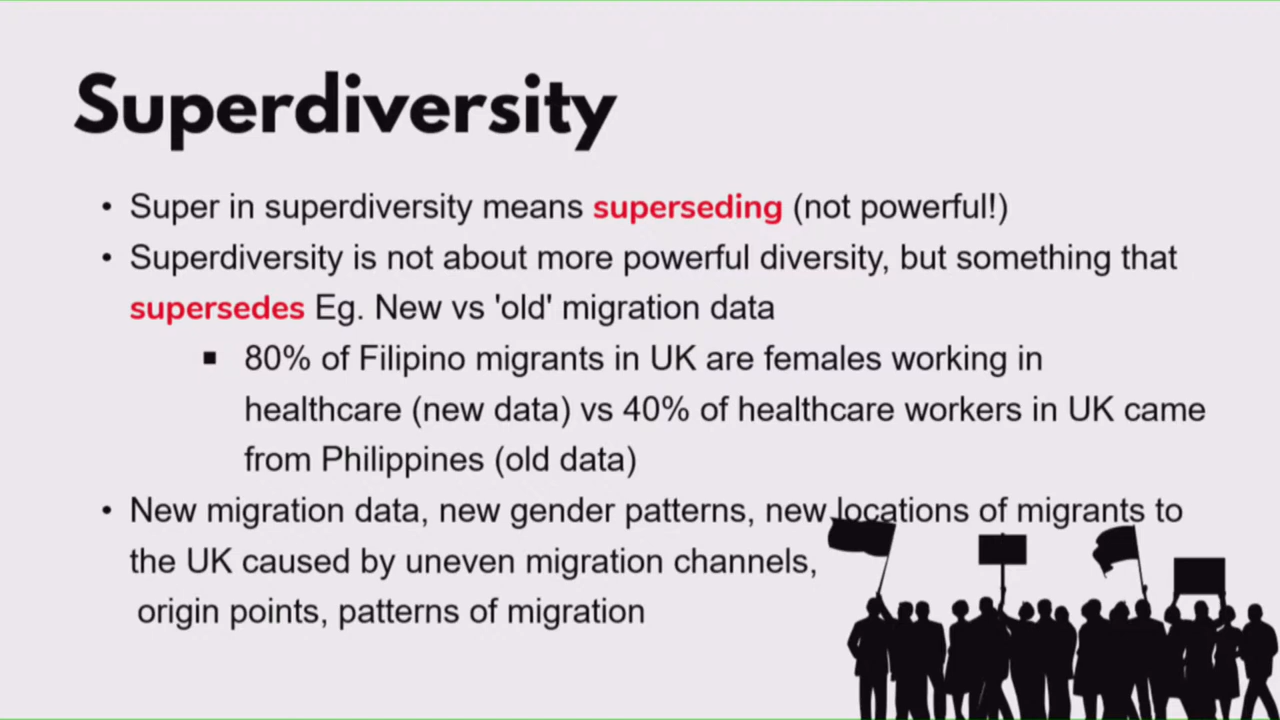 Superdiversity
• Super in superdiversity means superseding (not powerful!)
• Superdiversity is not about more powerful diversity, but something that
supersedes Eg. New vs 'old' migration data
▪ 80% of Filipino migrants in UK are females working in
healthcare (new data) vs 40% of healthcare workers in UK came
from Philippines (old data)
• New migration data, new gender patterns, new locations of migrants to
the UK caused by uneven migration channels,
origin points, patterns of migration